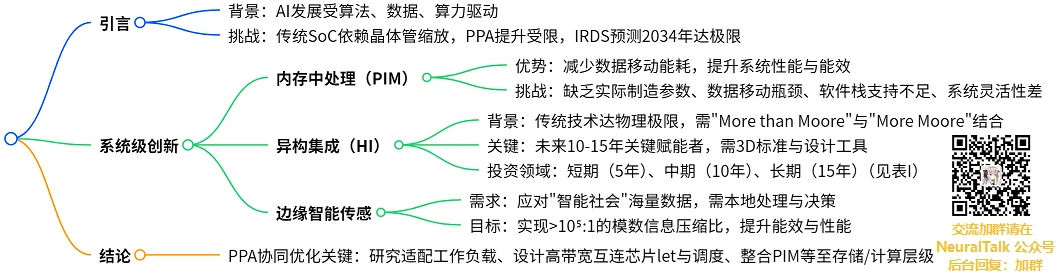 引言
背景：AI发展受算法、数据、算力驱动
挑战：传统SoC依赖晶体管缩放，PPA提升受限，IRDS预测2034年达极限
系统级创新
内存中处理（PIM）
优势：减少数据移动能耗，提升系统性能与能效
挑战：缺乏实际制造参数、数据移动瓶颈、软件栈支持不足、系统灵活性差
异构集成（HI）
背景：传统技术达物理极限，需"More than Moore"与"More Moore"结合
关键：未来10-15年关键赋能者，需3D标准与设计工具
投资领域：短期（5年）、中期（10年）、长期（15年）（见表I）
边缘智能传感
需求：应对"智能社会"海量数据，需本地处理与决策
目标：实现>10⁵:1的模数信息压缩比，提升能效与性能
结论
PPA协同优化关键：研究适配工作负载、设计高带宽互连芯片let与调度、整合PIM等至存储/计算层级
交流加群请在
NeuralTalk 公众号
后台回复：加群